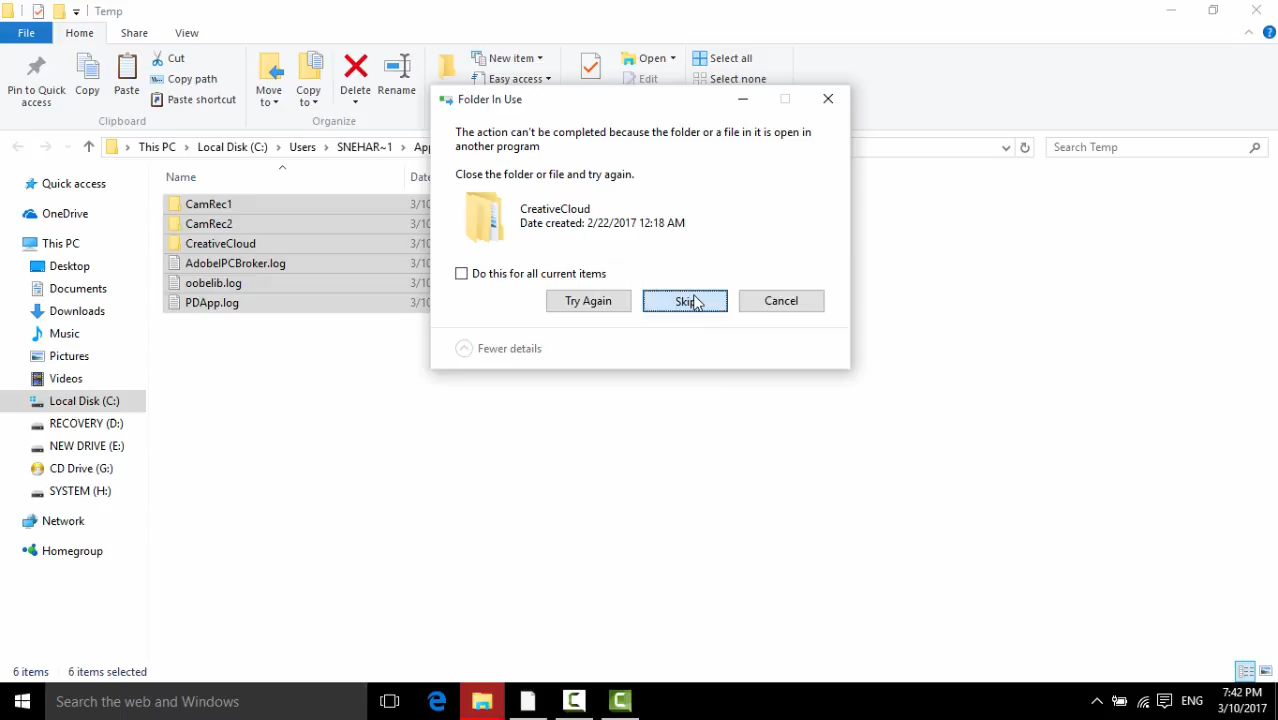 Temp
File
Home
Share
View
Pin to Quick access
Copy
Paste
Cut
Copy path
Paste shortcut
Clipboard
Move to
Copy to
Delete
Rename
Organize
New item
Easy access
Open
Edit
Select all
Select none
This PC
Local Disk (C:)
Users
SNEHAR~1
Search Temp
Name
Quick access
OneDrive
This PC
Desktop
Documents
Downloads
Music
Pictures
Videos
Local Disk (C:)
RECOVERY (D:)
NEW DRIVE (E:)
CD Drive (G:)
SYSTEM (H:)
Network
Homegroup
CamRec1
CamRec2
CreativeCloud
AdobeIPCBroker.log
oobelib.log
PDApp.log
Folder In Use
The action can't be completed because the folder or a file in it is open in
another program
Close the folder or file and try again.
CreativeCloud
Date created: 2/22/2017 12:18 AM
Do this for all current items
Try Again
Skip
Cancel
Fewer details
6 items
6 items selected
Search the web and Windows
ENG
7:42 PM
3/10/2017